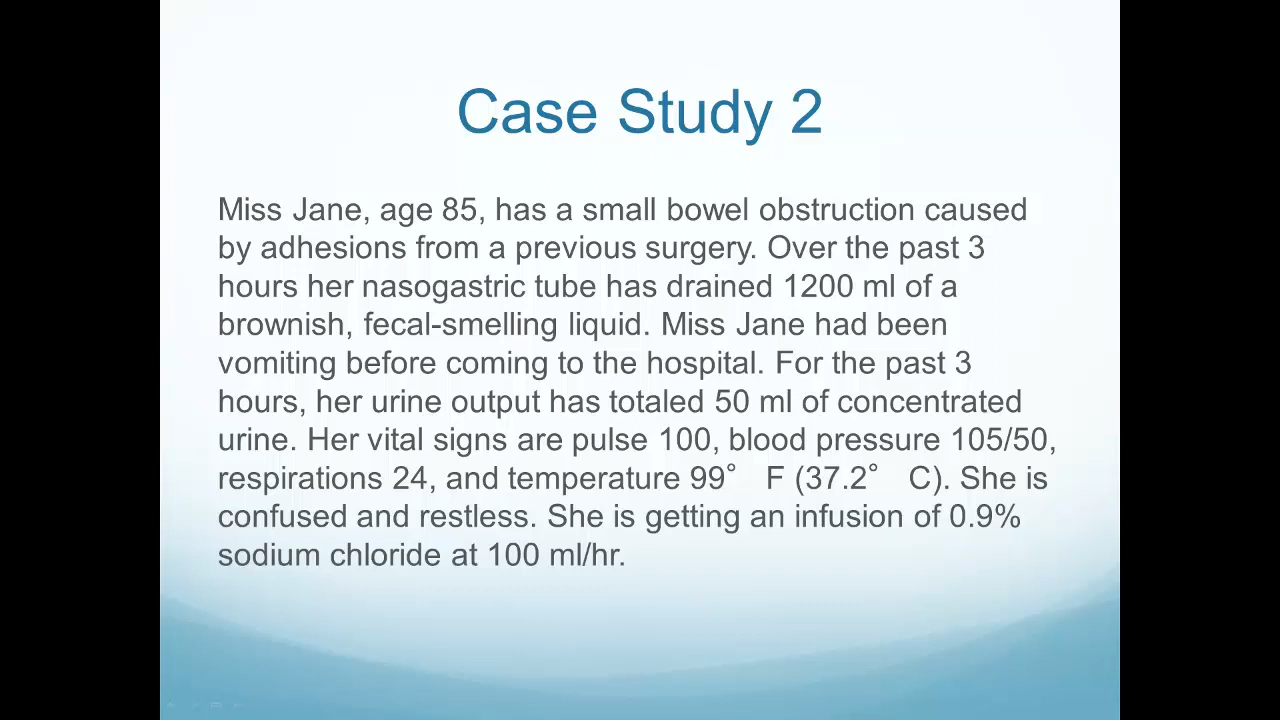 Case Study 2
Miss Jane, age 85, has a small bowel obstruction caused
by adhesions from a previous surgery. Over the past 3
hours her nasogastric tube has drained 1200 ml of a
brownish, fecal-smelling liquid. Miss Jane had been
vomiting before coming to the hospital. For the past 3
hours, her urine output has totaled 50 ml of concentrated
urine. Her vital signs are pulse 100, blood pressure 105/50,
respirations 24, and temperature 99° F (37.2° C). She is
confused and restless. She is getting an infusion of 0.9%
sodium chloride at 100 ml/hr.